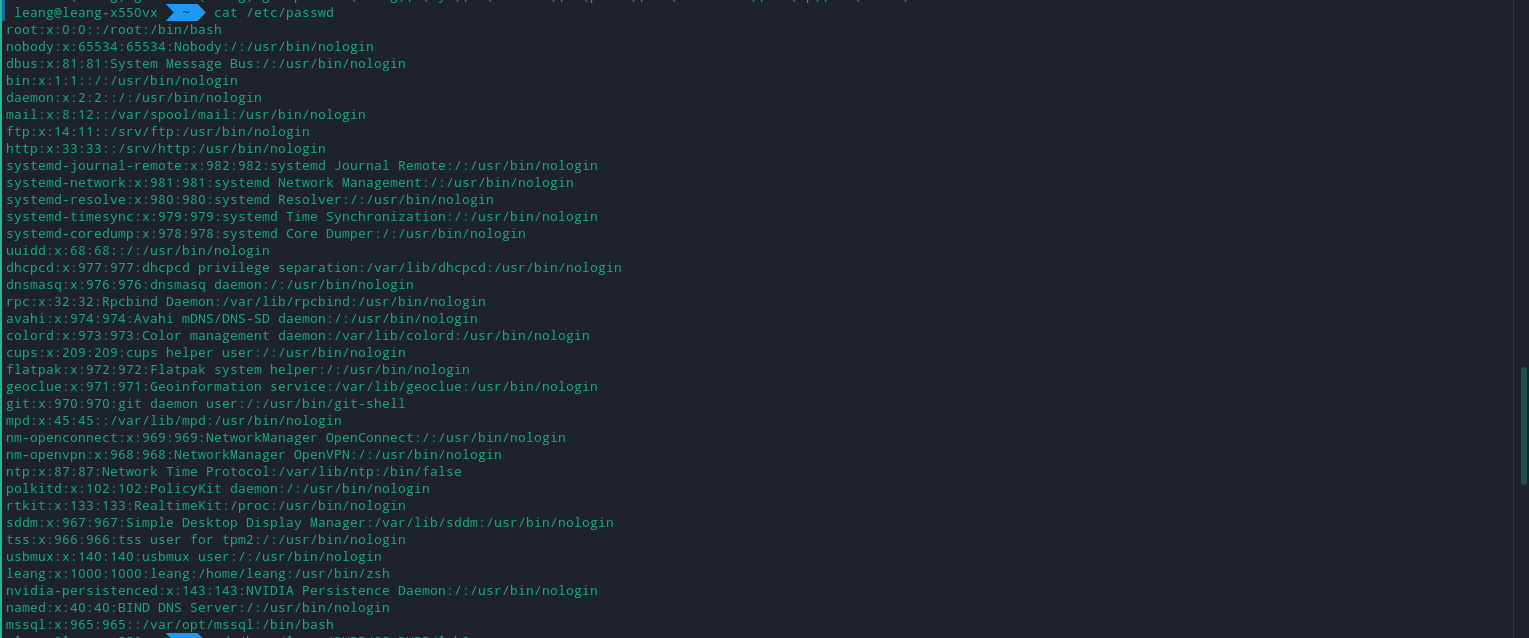 leang@leang-x550vx ~ cat /etc/passwd
root:x:0:0::/root:/bin/bash
nobody:x:65534:65534:Nobody:/:/usr/bin/nologin
dbus:x:81:81:System Message Bus:/:/usr/bin/nologin
bin:x:1:1::/:/usr/bin/nologin
daemon:x:2:2::/:/usr/bin/nologin
mail:x:8:12::/var/spool/mail:/usr/bin/nologin
ftp:x:14:11::/srv/ftp:/usr/bin/nologin
http:x:33:33::/srv/http:/usr/bin/nologin
systemd-journal-remote:x:982:982:systemd Journal Remote:/:/usr/bin/nologin
systemd-network:x:981:981:systemd Network Management:/:/usr/bin/nologin
systemd-resolve:x:980:980:systemd Resolver:/:/usr/bin/nologin
systemd-timesync:x:979:979:systemd Time Synchronization:/:/usr/bin/nologin
systemd-coredump:x:978:978:systemd Core Dumper:/:/usr/bin/nologin
uuidd:x:68:68::/:/usr/bin/nologin
dhcpcd:x:977:977:dhcpcd privilege separation:/var/lib/dhcpcd:/usr/bin/nologin
dnsmasq:x:976:976:dnsmasq daemon:/:/usr/bin/nologin
rpc:x:32:32:Rpcbind Daemon:/var/lib/rpcbind:/usr/bin/nologin
avahi:x:974:974:Avahi mDNS/DNS-SD daemon:/:/usr/bin/nologin
colord:x:973:973:Color management daemon:/var/lib/colord:/usr/bin/nologin
cups:x:209:209:cups helper user:/:/usr/bin/nologin
flatpak:x:972:972:Flatpak system helper:/:/usr/bin/nologin
geoclue:x:971:971:Geoinformation service:/var/lib/geoclue:/usr/bin/nologin
git:x:970:970:git daemon user:/:/usr/bin/git-shell
mpd:x:45:45::/var/lib/mpd:/usr/bin/nologin
nm-openconnect:x:969:969:NetworkManager OpenConnect:/:/usr/bin/nologin
nm-openvpn:x:968:968:NetworkManager OpenVPN:/:/usr/bin/nologin
ntp:x:87:87:Network Time Protocol:/var/lib/ntp:/bin/false
polkitd:x:102:102:PolicyKit daemon:/:/usr/bin/nologin
rtkit:x:133:133:RealtimeKit:/proc:/usr/bin/nologin
sddm:x:967:967:Simple Desktop Display Manager:/var/lib/sddm:/usr/bin/nologin
tss:x:966:966:tss user for tpm2:/:/usr/bin/nologin
usbmux:x:140:140:usbmux user:/:/usr/bin/nologin
leang:x:1000:1000:leang:/home/leang:/usr/bin/zsh
nvidia-persistenced:x:143:143:NVIDIA Persistence Daemon:/:/usr/bin/nologin
named:x:40:40:BIND DNS Server:/:/usr/bin/nologin
mssql:x:965:965::/var/opt/mssql:/bin/bash